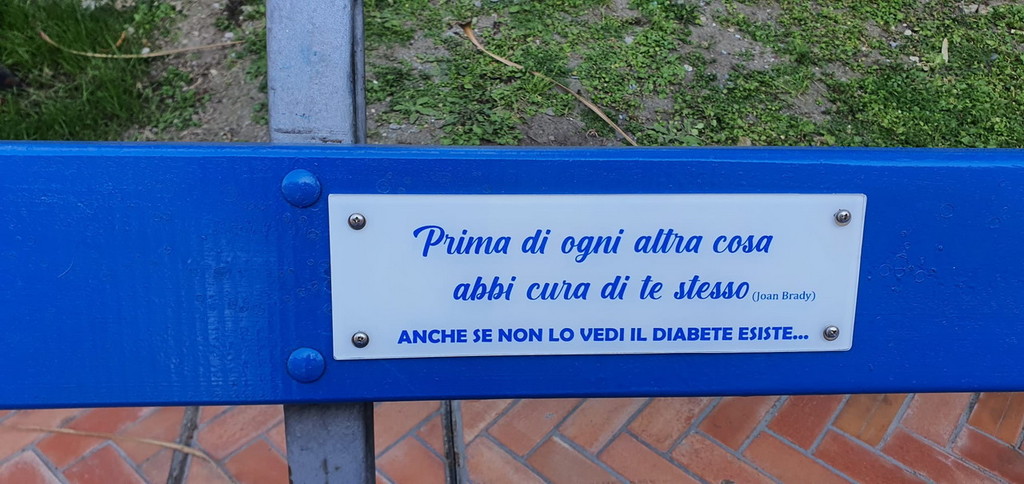 Prima di ogni altra cosa
abbi cura di te stesso (Joan Brady)
ANCHE SE NON LO VEDI IL DIABETE ESISTE...